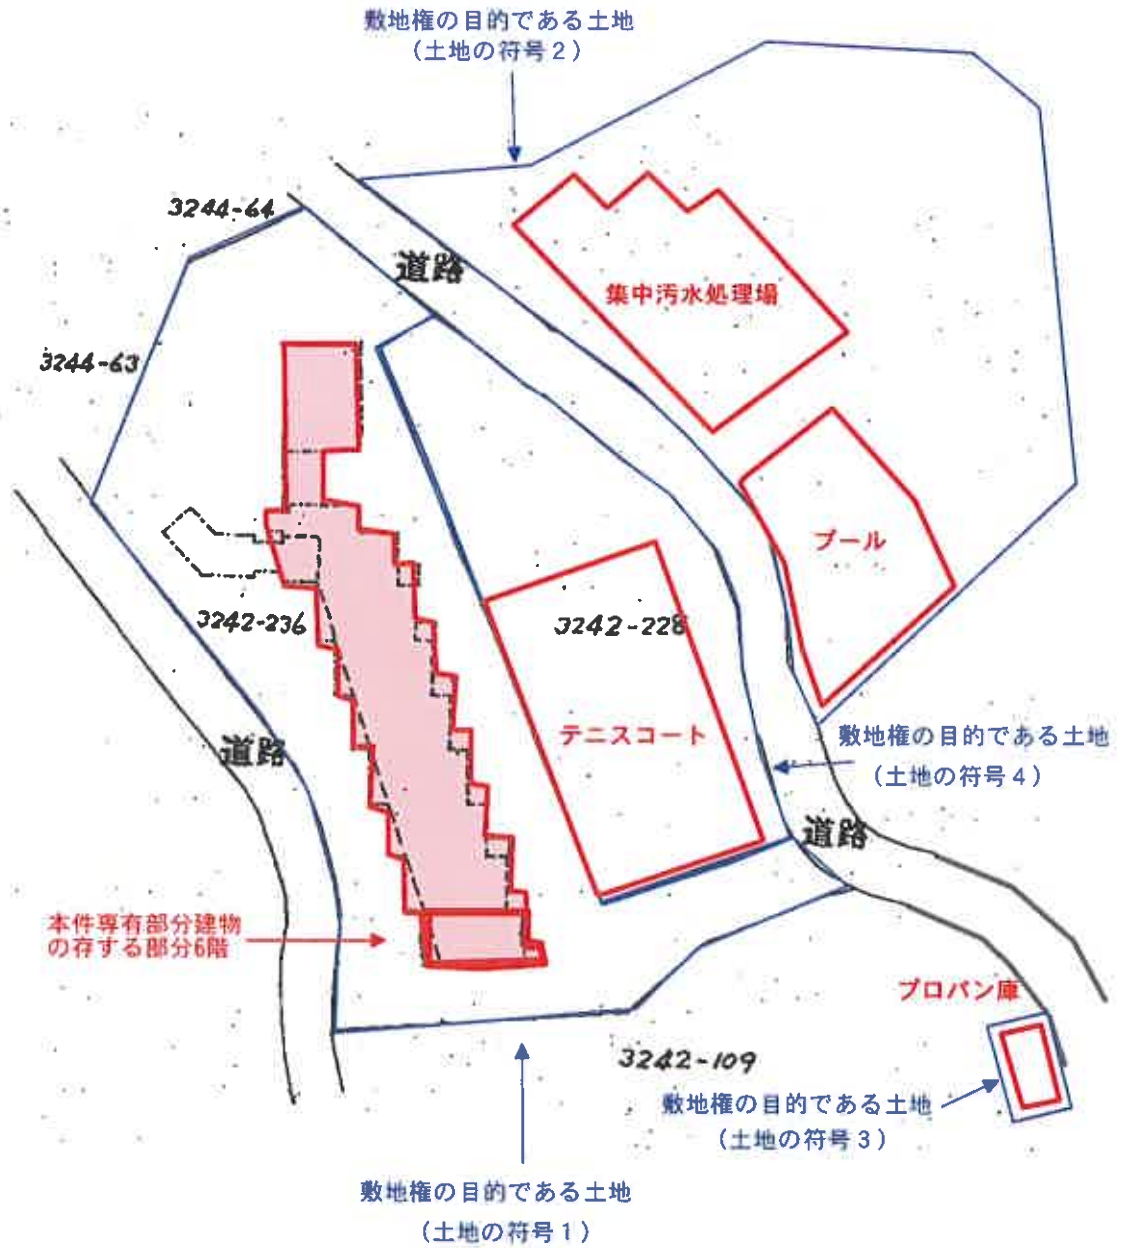 敷地権の目的である土地
(土地の符号2)
3244-64
道路
集中汚水処理場
3244-63
プール
3242-236
3242-228
テニスコート
敷地権の目的である土地
(土地の符号4)
道路
道路
本件専有部分建物
の存する部分6階
プロパン庫
3242-109
敷地権の目的である土地
(土地の符号3)
敷地権の目的である土地
(土地の符号1)